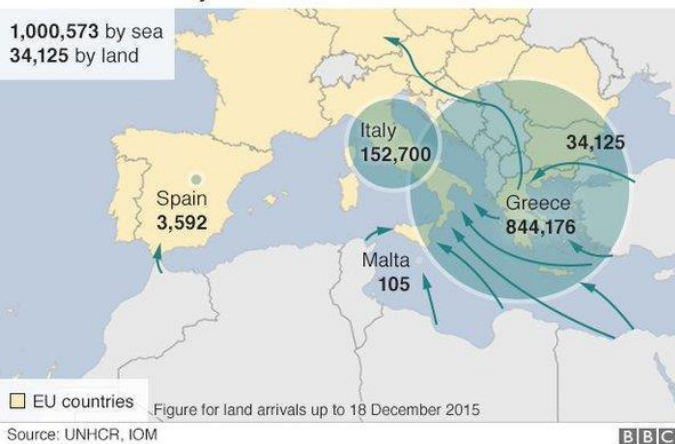 1,000,573 by sea
34,125 by land
Italy
152,700
34,125
Spain
3,592
Greece
844,176
Malta
105
EU countries
Figure for land arrivals up to 18 December 2015
Source: UNHCR, IOM
BBC